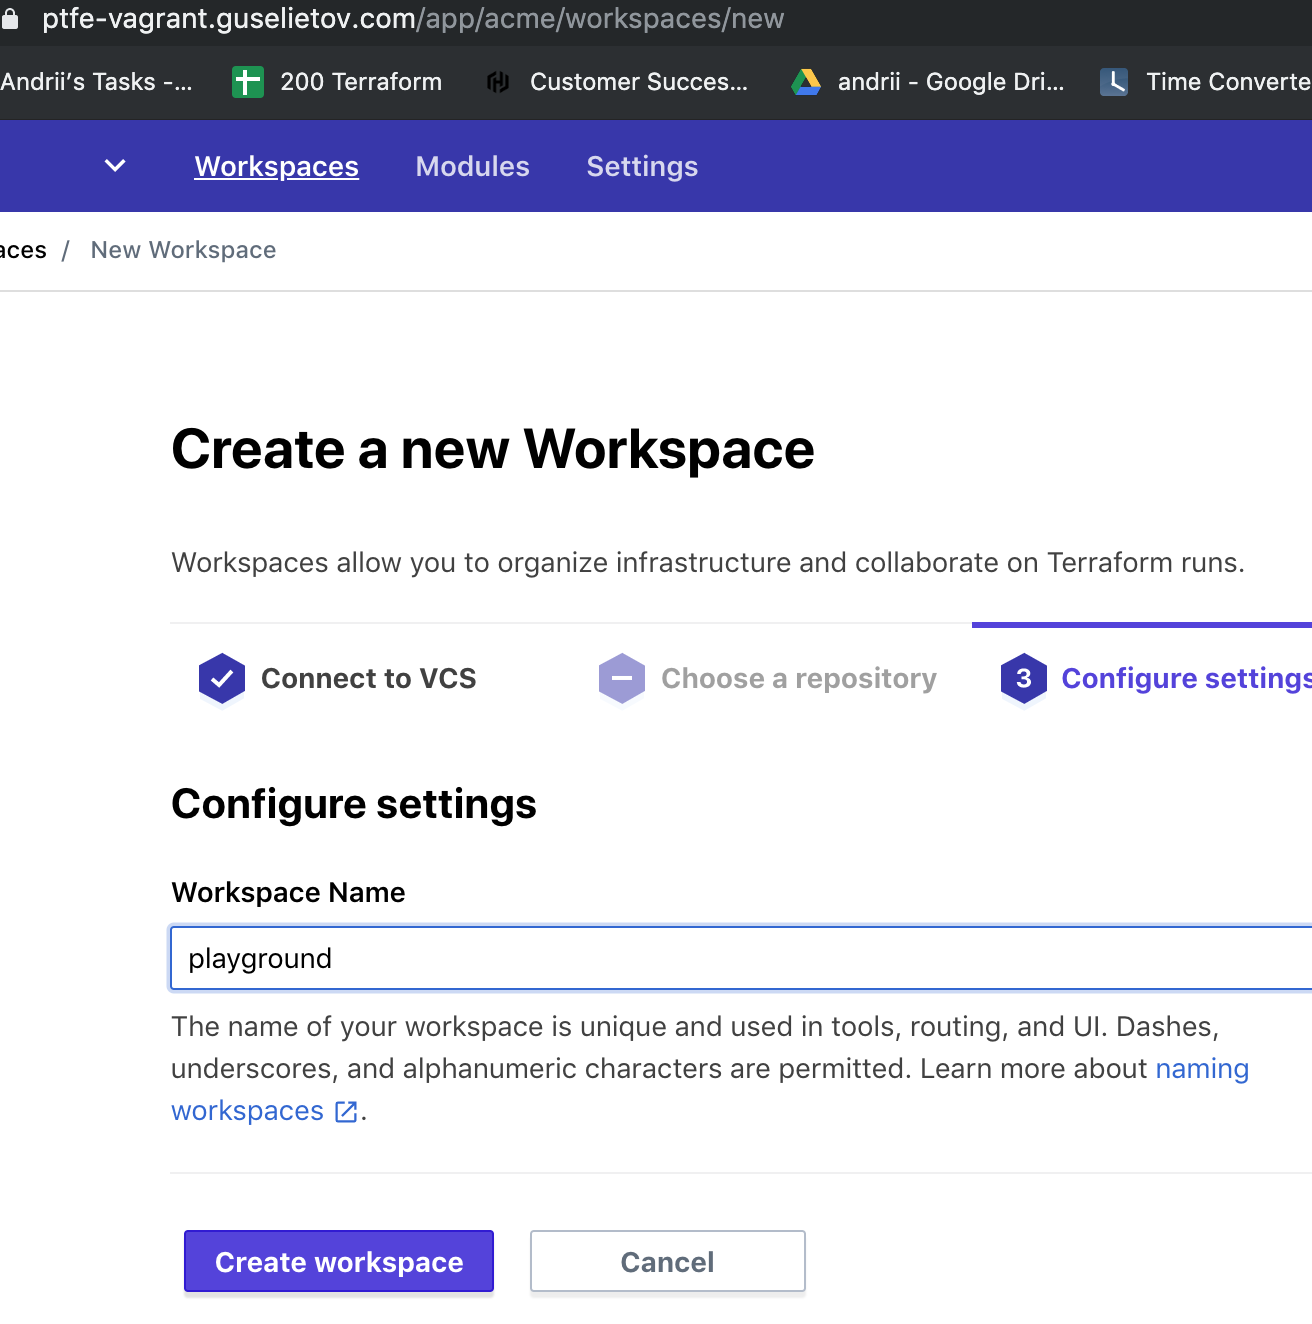 ptfe-vagrant.guselietov.com/app/acme/workspaces/new
Andrii’s Tasks -... 200 Terraform Customer Succes... andrii - Google Dri... Time Converte
Workspaces Modules Settings
aces / New Workspace
Create a new Workspace
Workspaces allow you to organize infrastructure and collaborate on Terraform runs.
Connect to VCS Choose a repository 3 Configure settings
Configure settings
Workspace Name
playground
The name of your workspace is unique and used in tools, routing, and UI. Dashes,
underscores, and alphanumeric characters are permitted. Learn more about naming
workspaces .
Create workspace Cancel